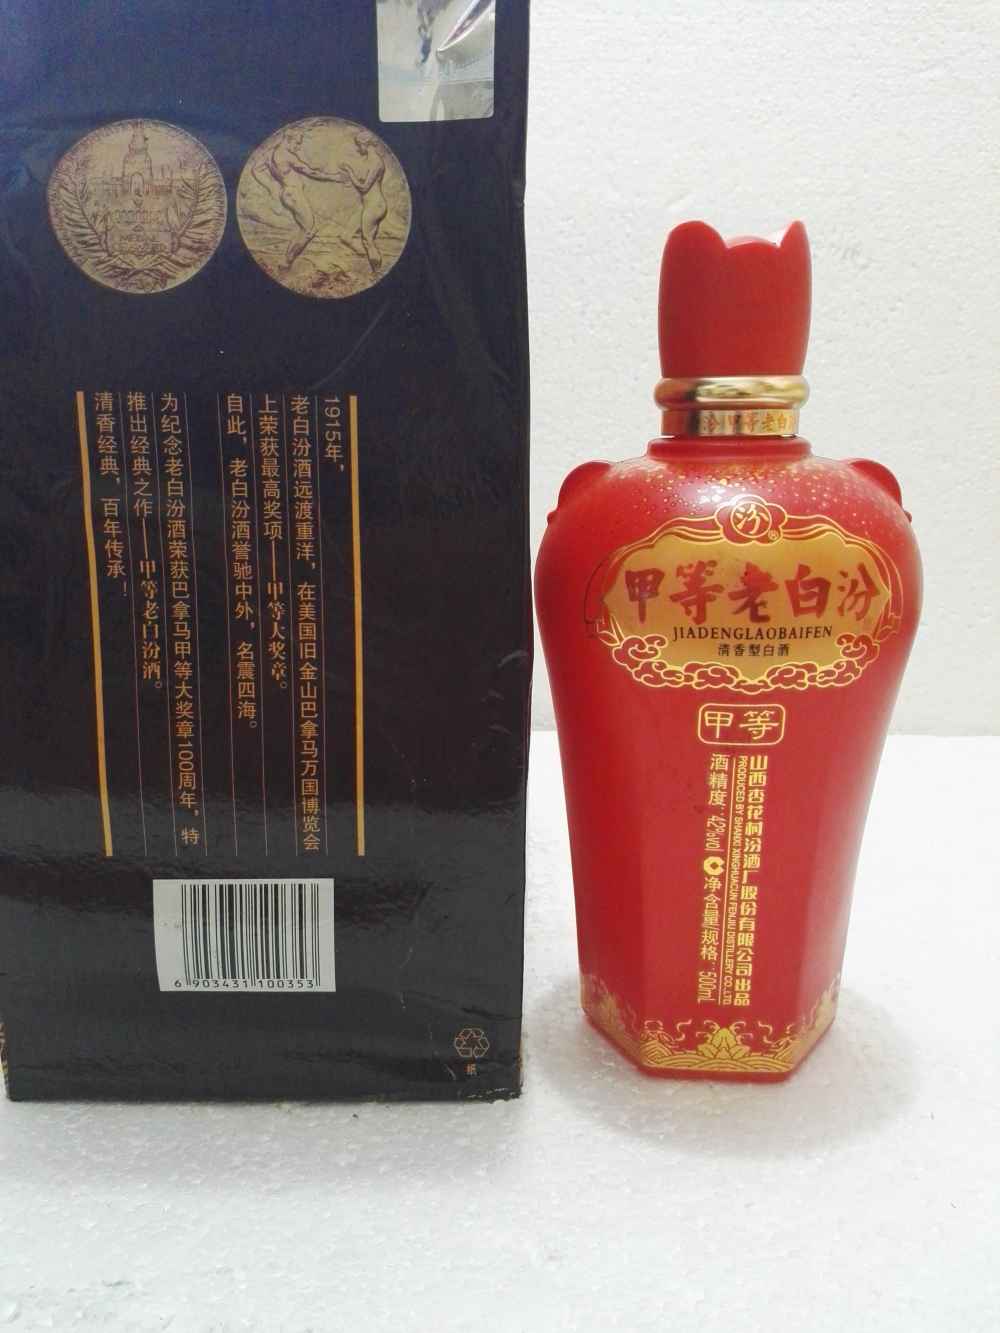 1915年，
老白汾酒远渡重洋，在美国旧金山巴拿马万国博览会
上荣获最高奖项——甲等大奖章。
自此，老白汾酒誉驰中外，名震四海。
为纪念老白汾酒荣获巴拿马甲等大奖章100周年，特
推出经典之作——甲等老白汾酒。
清香经典，百年传承！
6 903431 100353
纸
汾 甲等老白
汾®
甲等老白汾
JIADENGLAOBAIFEN
清香型白酒
甲等
山西杏花村汾酒厂股份有限公司出品
PRODUCED BY SHANXI XINGHUACUN FENJIU DISTILLERY CO.,LTD.
酒精度：42%vol 净含量/规格：500mL